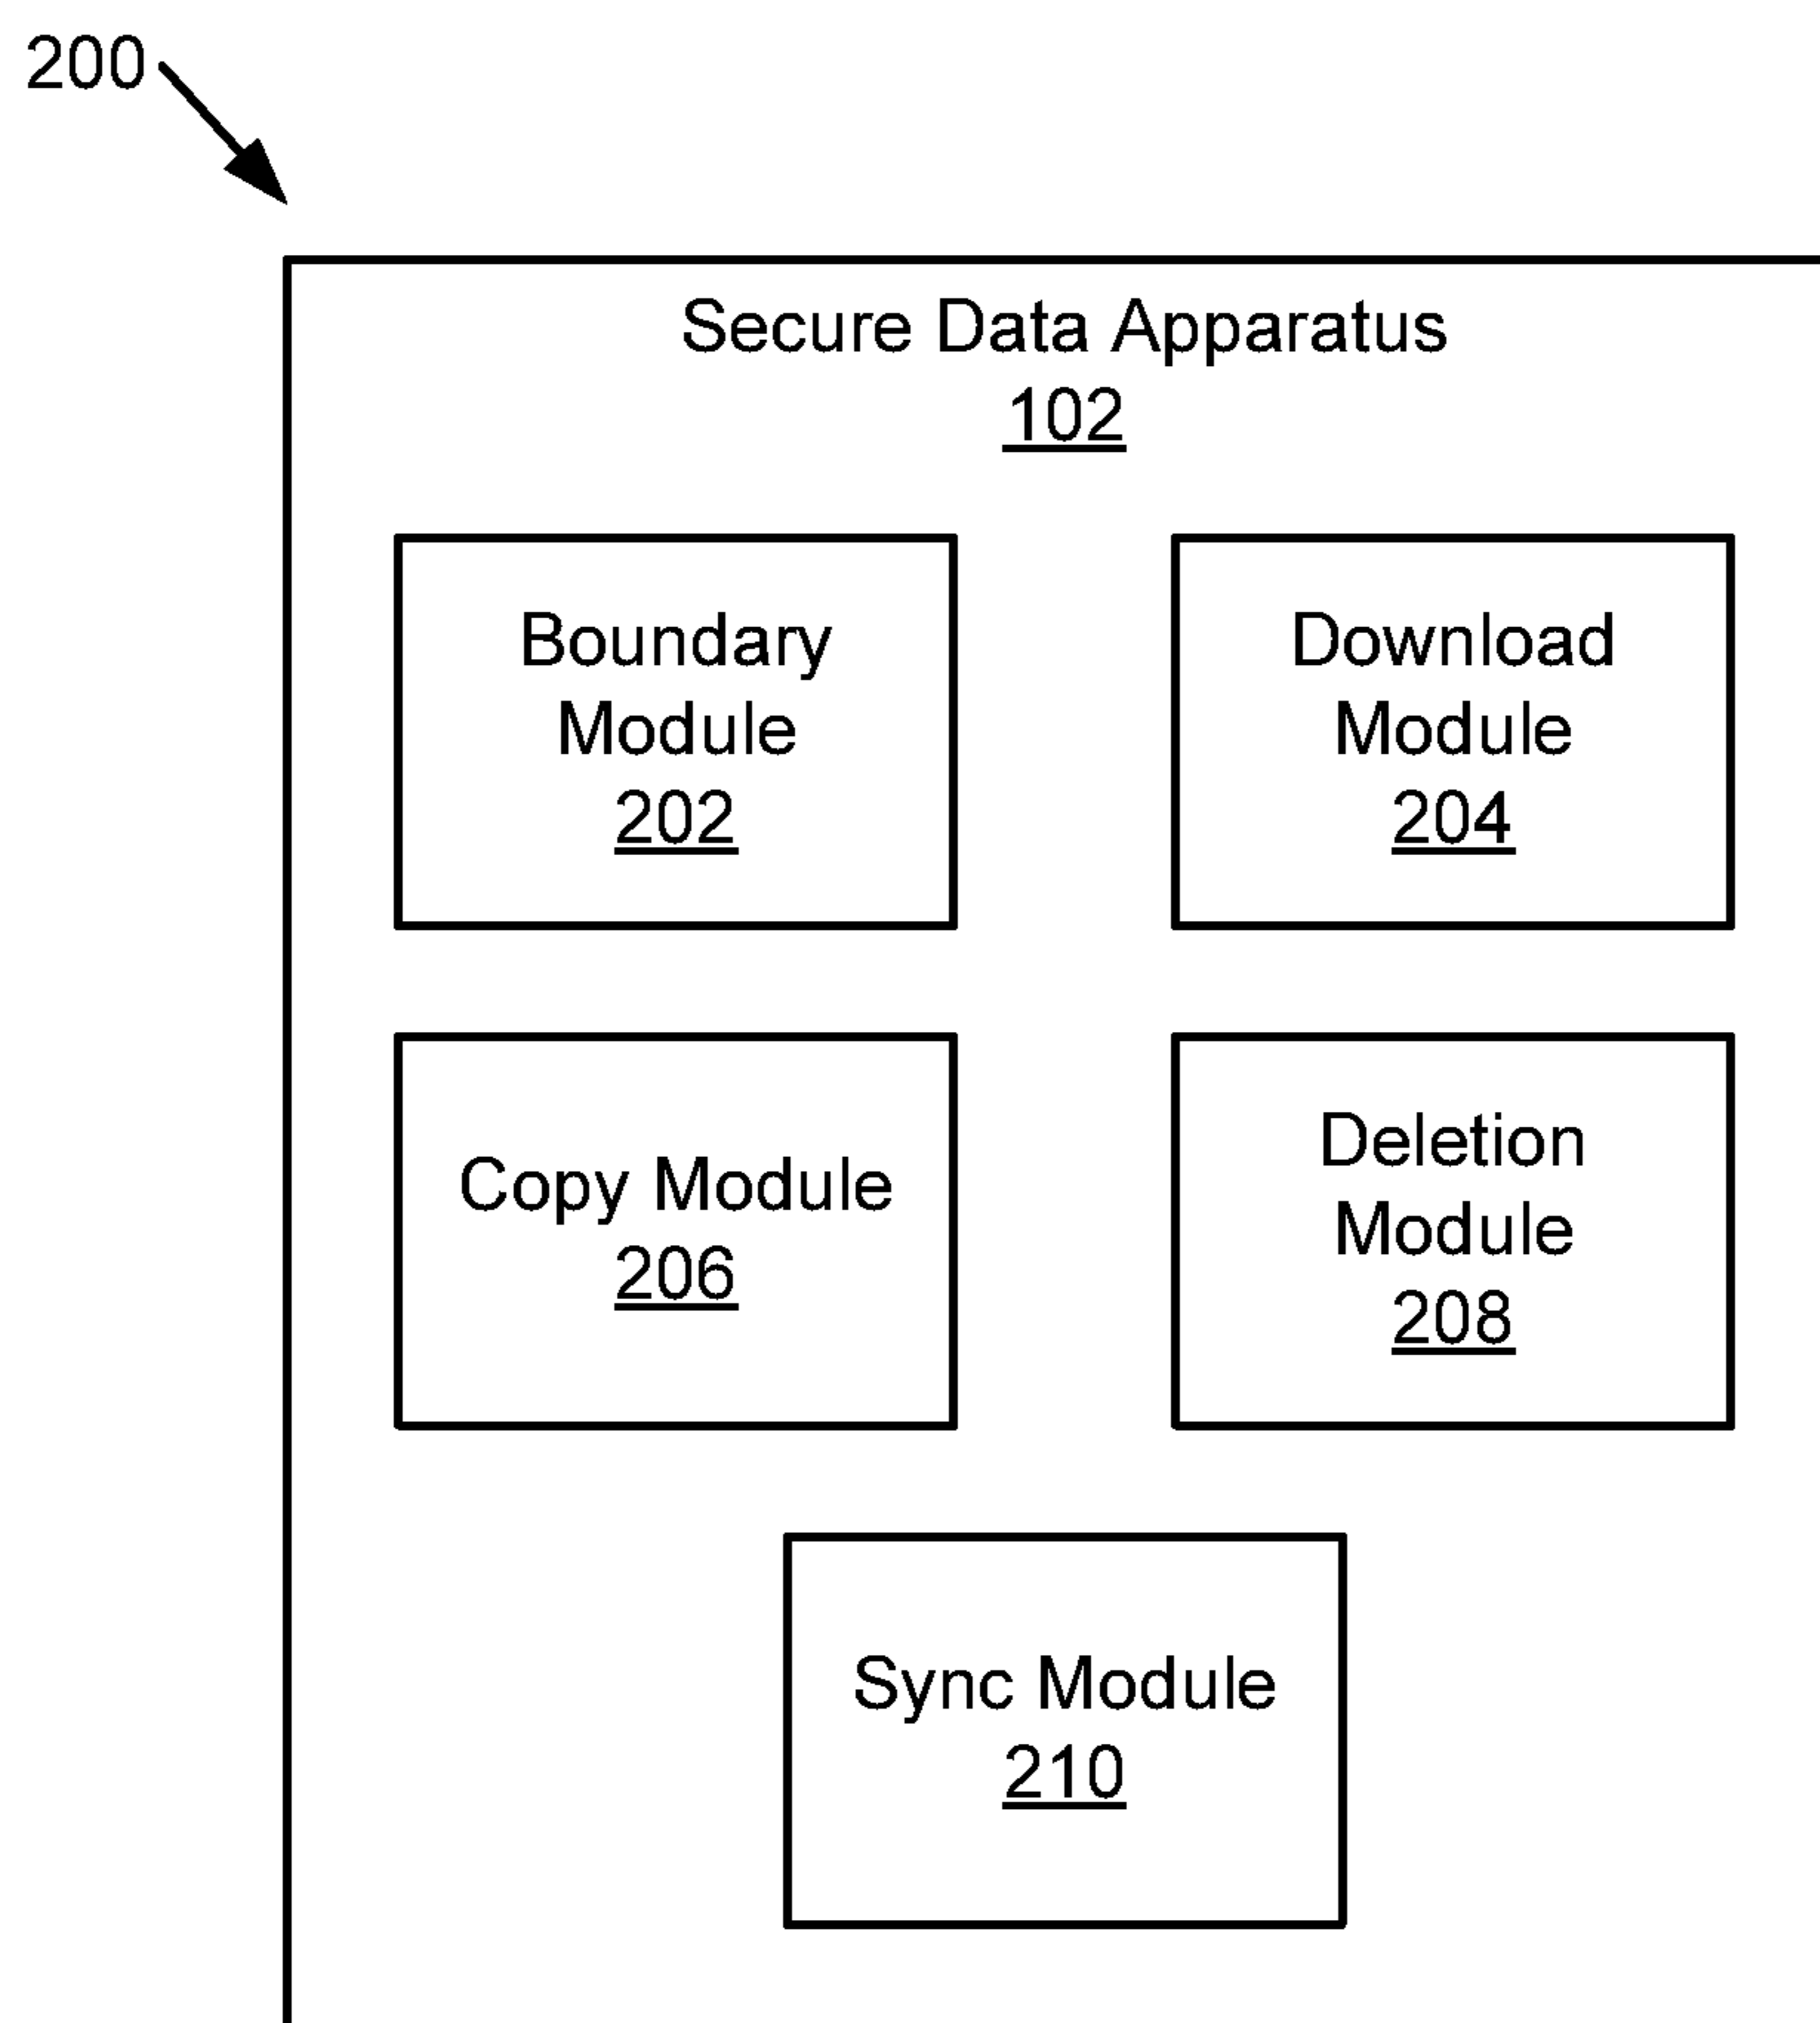 200
Secure Data Apparatus
102
Boundary
Module
202
Download
Module
204
Copy Module
206
Deletion
Module
208
Sync Module
210